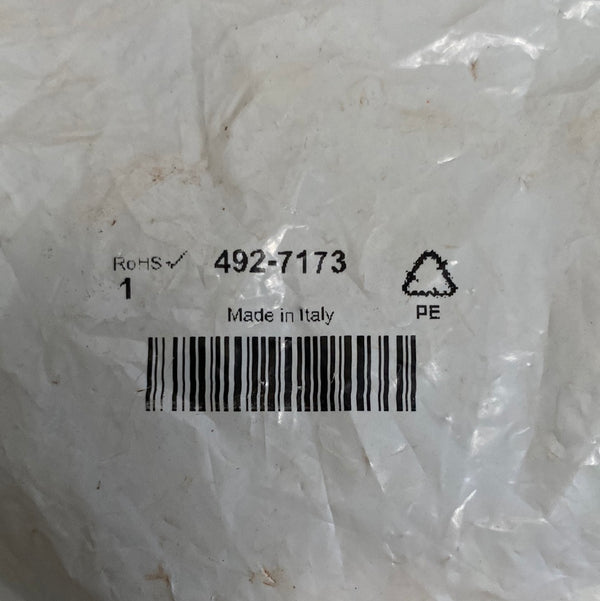 RoHS✓ 492-7173
1
Made in Italy
PE